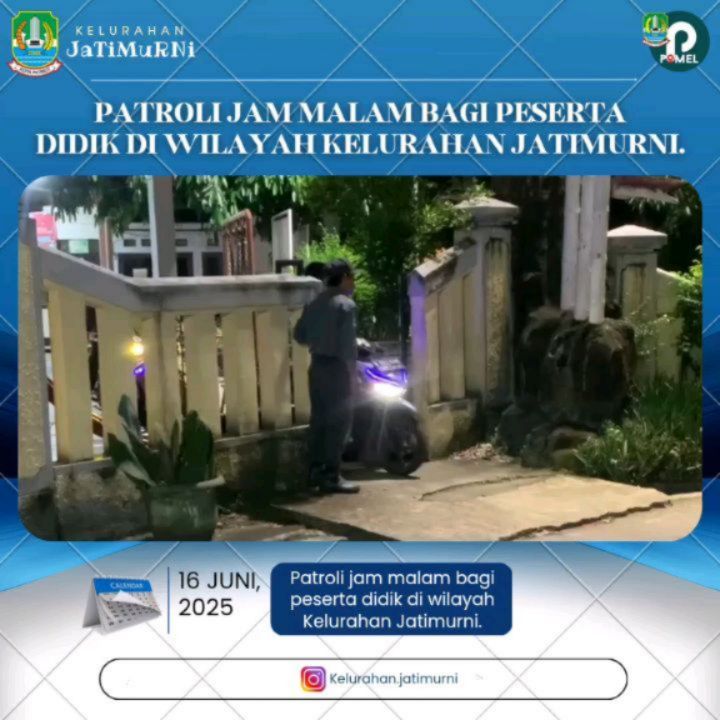 KELURAHAN
JaTiMuRNi
POMEL
PATROLI JAM MALAM BAGI PESERTA
DIDIK DI WILAYAH KELURAHAN JATIMURNI.
CALENDAR
16 JUNI,
2025
Patroli jam malam bagi
peserta didik di wilayah
Kelurahan Jatimurni.
Kelurahan.jatimurni